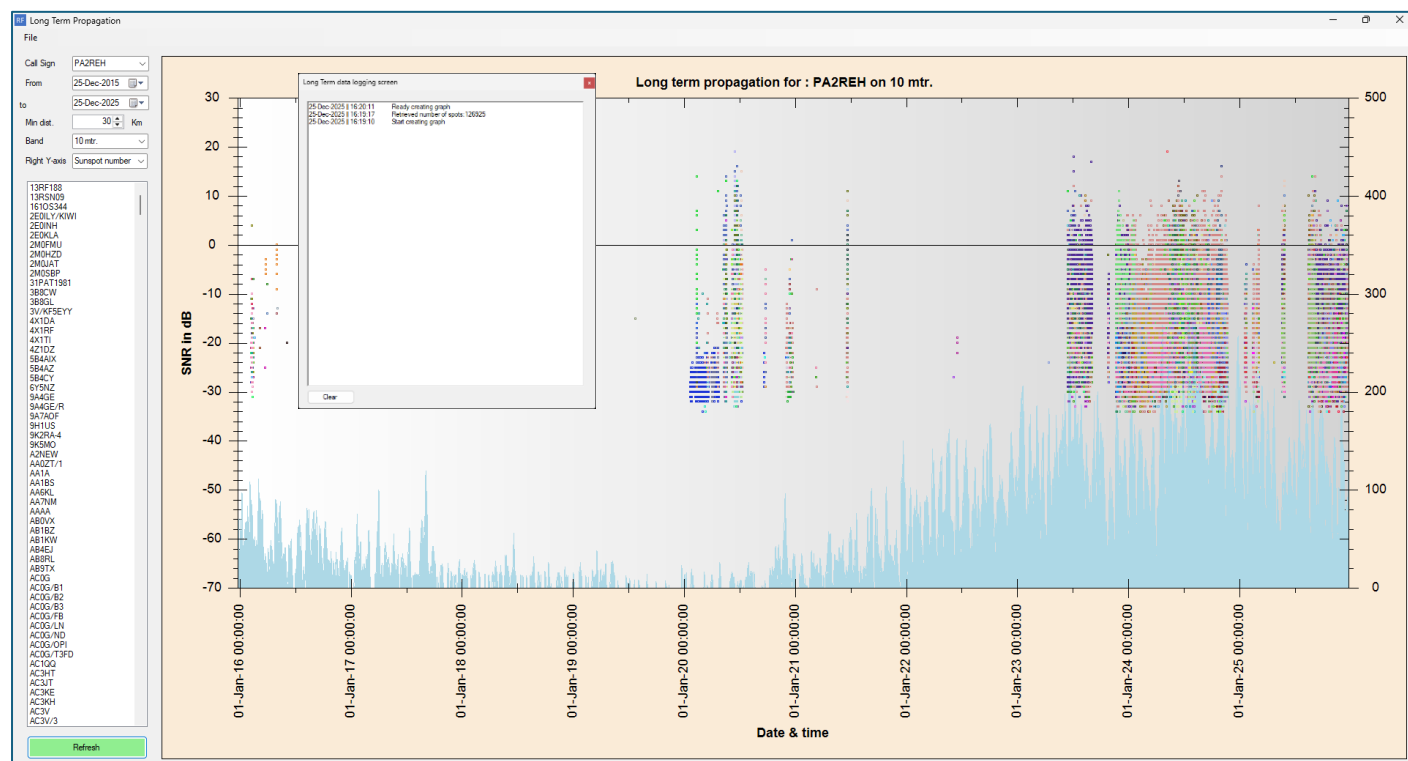 RF Long Term Propagation
File
Call Sign PA2REH
From 25-Dec-2015
to 25-Dec-2025
Min dist. 30 Km
Band 10 mtr.
Right Y-axis Sunspot number
13RF188
13RSN09
161OS344
2E0ILY/KIWI
2E0INH
2E0KLA
2M0FMU
2M0HZD
2M0JAT
2M0SBP
31PAT1981
3B8CW
3B8GL
3V/KF5EYY
4X1DA
4X1RF
4X1TI
4Z1DZ
5B4AIX
5B4AZ
5B4CY
6Y5NZ
9A4GE
9A4GE/R
9A7AOF
9H1US
9K2RA-4
9K5MO
A2NEW
AA0ZT/1
AA1A
AA1BS
AA6KL
AA7NM
AAAA
AB0VX
AB1BZ
AB1KW
AB4EJ
AB8RL
AB9TX
AC0G
AC0G/B1
AC0G/B2
AC0G/B3
AC0G/FB
AC0G/LN
AC0G/ND
AC0G/OPI
AC0G/T3FD
AC1QQ
AC3HT
AC3JT
AC3KE
AC3KH
AC3V
AC3V/3
Refresh
Long Term data logging screen
25-Dec-2025 || 16:20:11 Ready creating graph
25-Dec-2025 || 16:19:17 Retrieved number of spots: 126925
25-Dec-2025 || 16:19:10 Start creating graph
Clear
Long term propagation for : PA2REH on 10 mtr.
SNR in dB
30
20
10
0
-10
-20
-30
-40
-50
-60
-70
500
400
300
200
100
0
01-Jan-16 00:00:00
01-Jan-17 00:00:00
01-Jan-18 00:00:00
01-Jan-19 00:00:00
01-Jan-20 00:00:00
01-Jan-21 00:00:00
01-Jan-22 00:00:00
01-Jan-23 00:00:00
01-Jan-24 00:00:00
01-Jan-25 00:00:00
Date & time